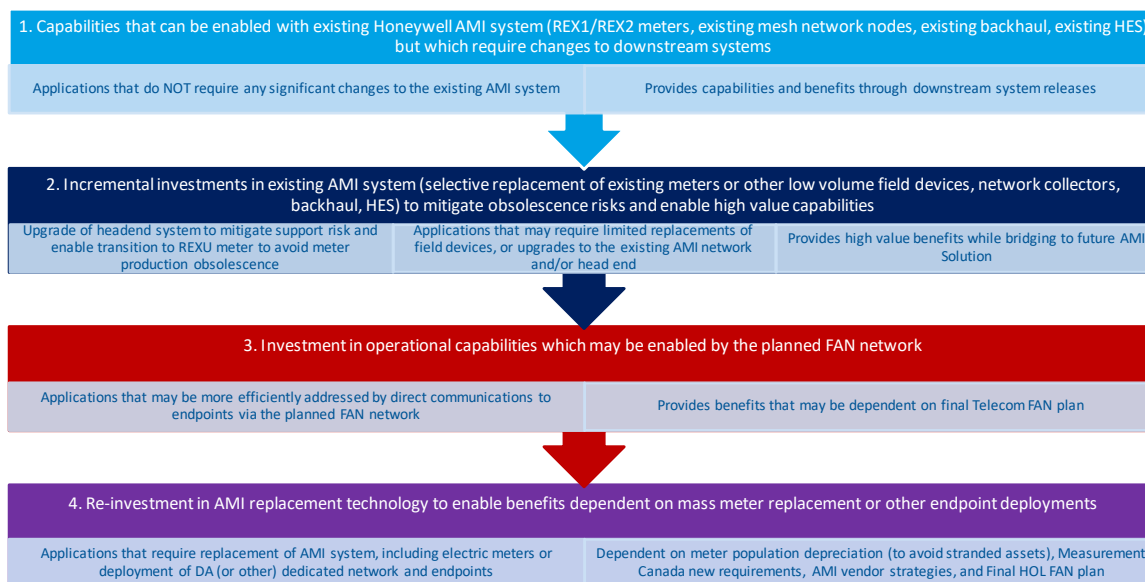 1. Capabilities that can be enabled with existing Honeywell AMI system (REX1/REX2 meters, existing mesh network nodes, existing backhaul, existing HES)
but which require changes to downstream systems
Applications that do NOT require any significant changes to the existing AMI system
Provides capabilities and benefits through downstream system releases
2. Incremental investments in existing AMI system (selective replacement of existing meters or other low volume field devices, network collectors,
backhaul, HES) to mitigate obsolescence risks and enable high value capabilities
Upgrade of headend system to mitigate support risk and
enable transition to REXU meter to avoid meter
production obsolescence
Applications that may require limited replacements of
field devices, or upgrades to the existing AMI network
and/or head end
Provides high value benefits while bridging to future AMI
Solution
3. Investment in operational capabilities which may be enabled by the planned FAN network
Applications that may be more efficiently addressed by direct communications to
endpoints via the planned FAN network
Provides benefits that may be dependent on final Telecom FAN plan
4. Re-investment in AMI replacement technology to enable benefits dependent on mass meter replacement or other endpoint deployments
Applications that require replacement of AMI system, including electric meters or
deployment of DA (or other) dedicated network and endpoints
Dependent on meter population depreciation (to avoid stranded assets), Measurement
Canada new requirements, AMI vendor strategies, and Final HOL FAN plan